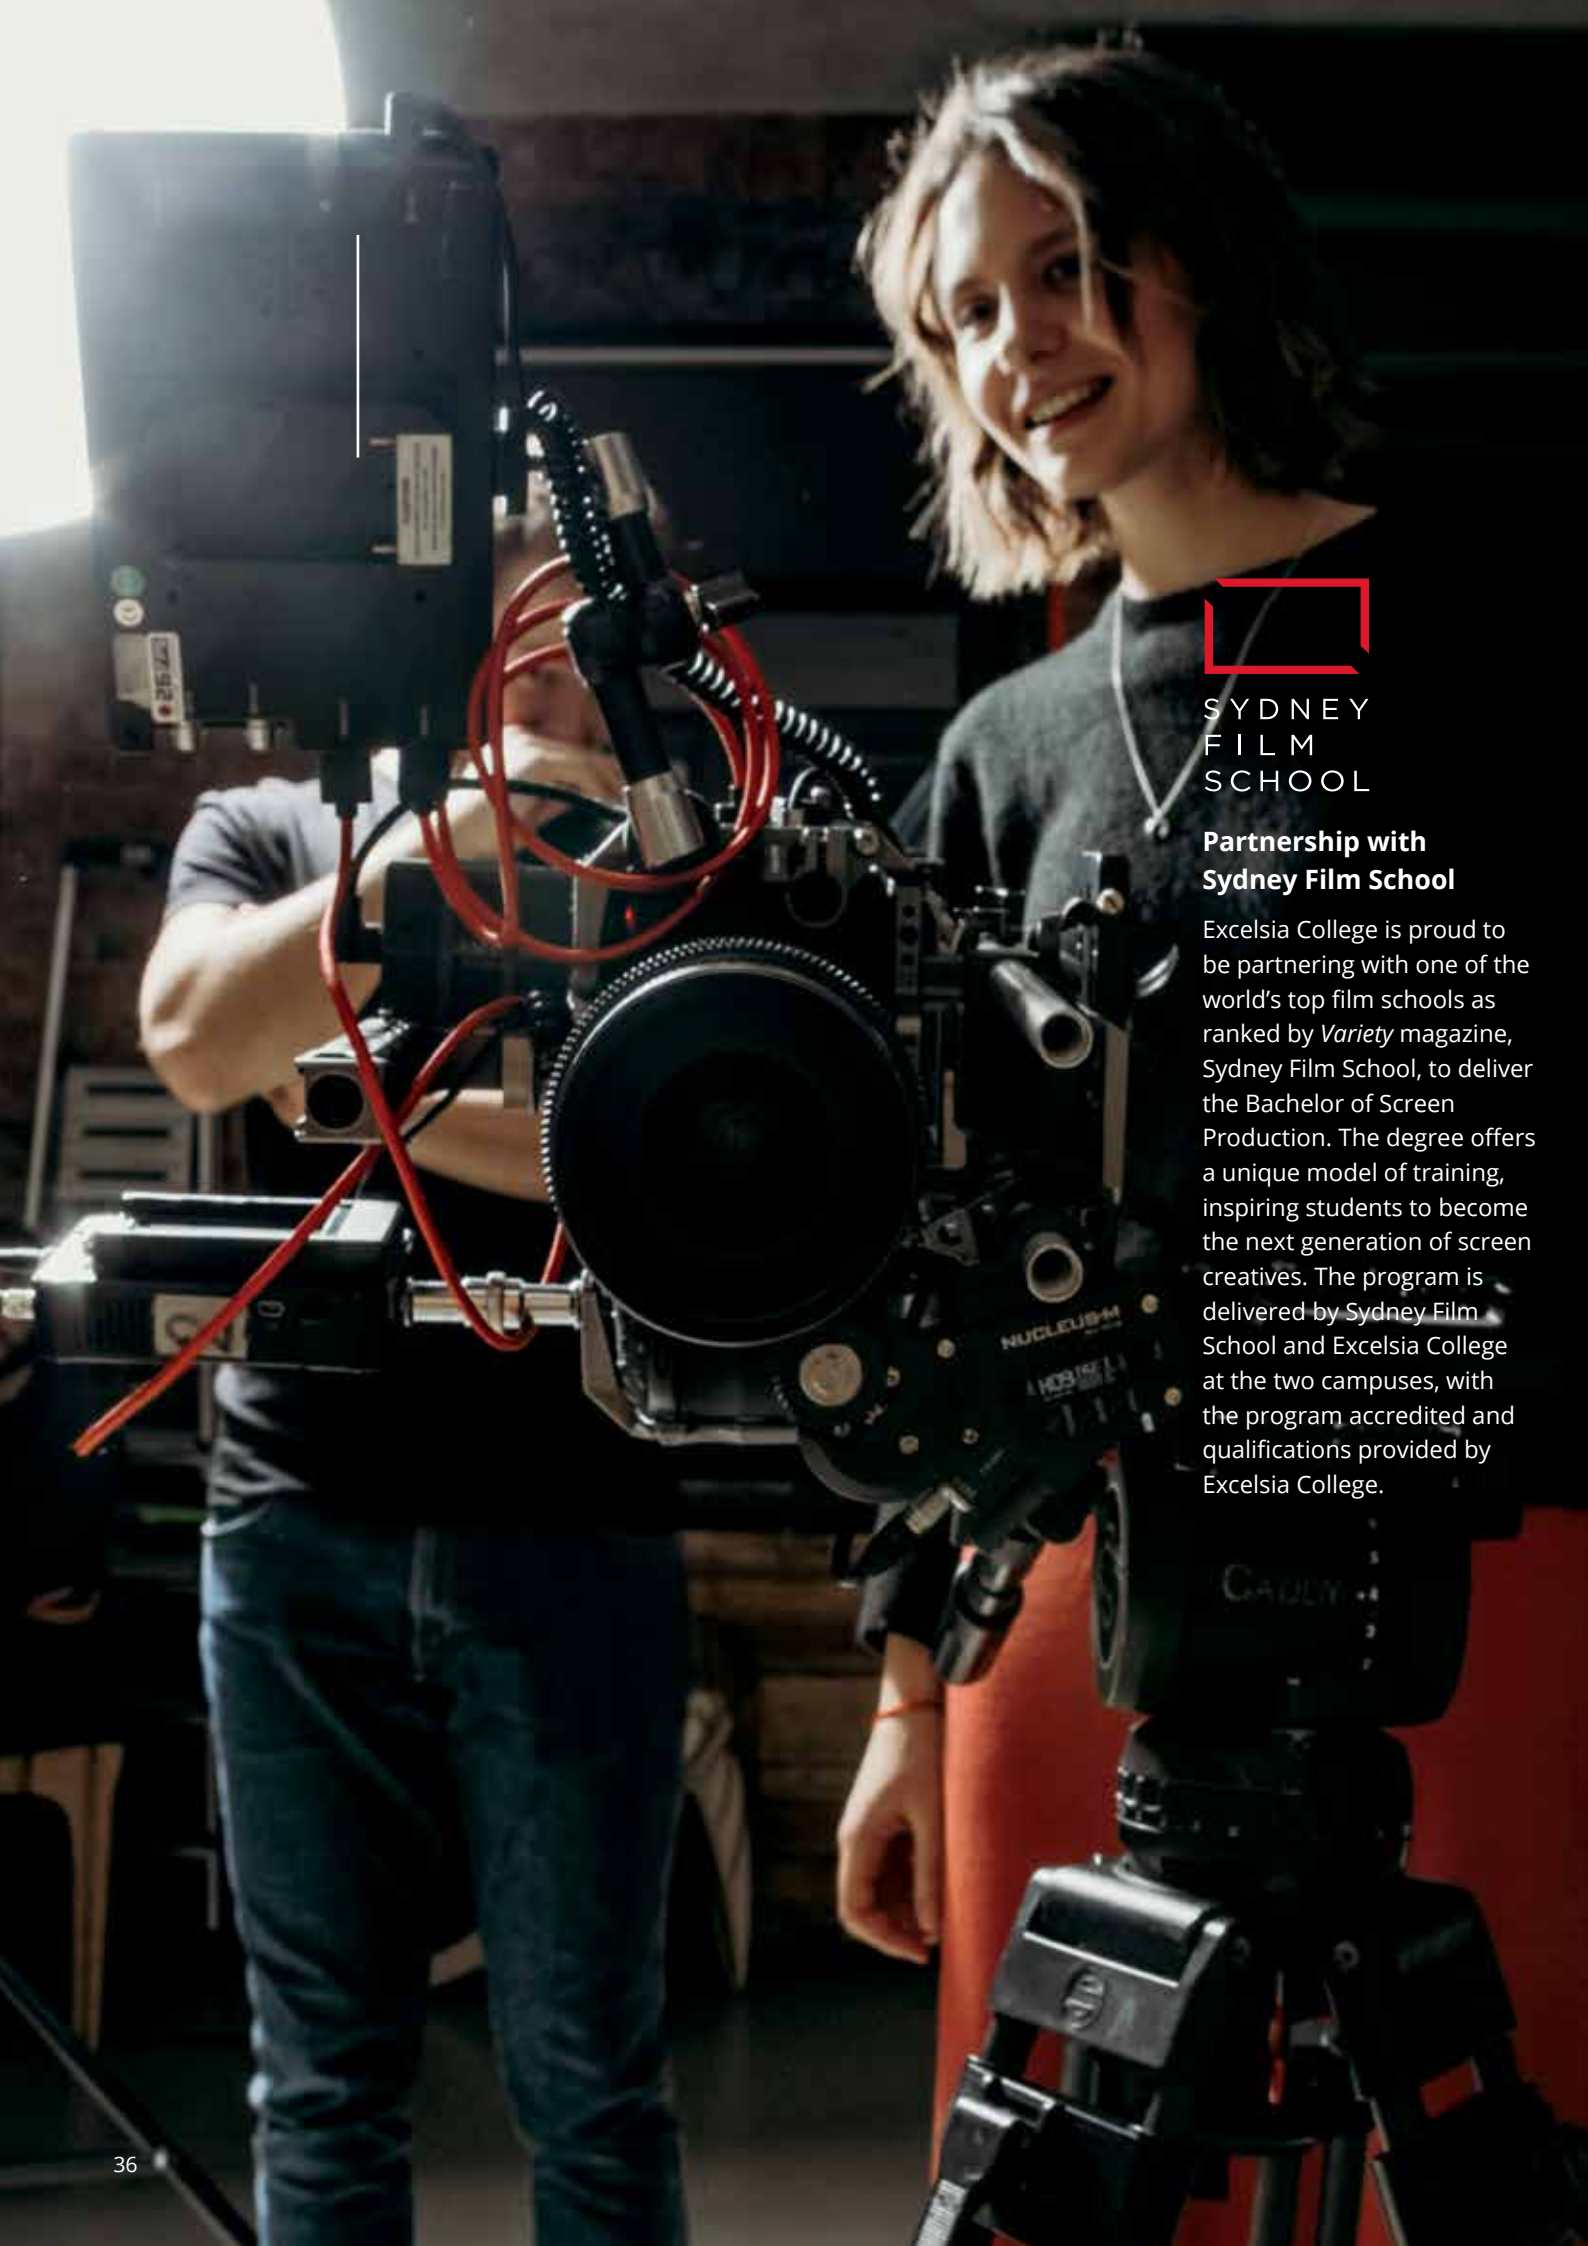 SYDNEY
FILM
SCHOOL
Partnership with
Sydney Film School
Excelsia College is proud to
be partnering with one of the
world's top film schools as
ranked by Variety magazine,
Sydney Film School, to deliver
the Bachelor of Screen
Production. The degree offers
a unique model of training,
inspiring students to become
the next generation of screen
creatives. The program is
delivered by Sydney Film
School and Excelsia College
at the two campuses, with
the program accredited and
qualifications provided by
Excelsia College.
NUCLEUS-M
36